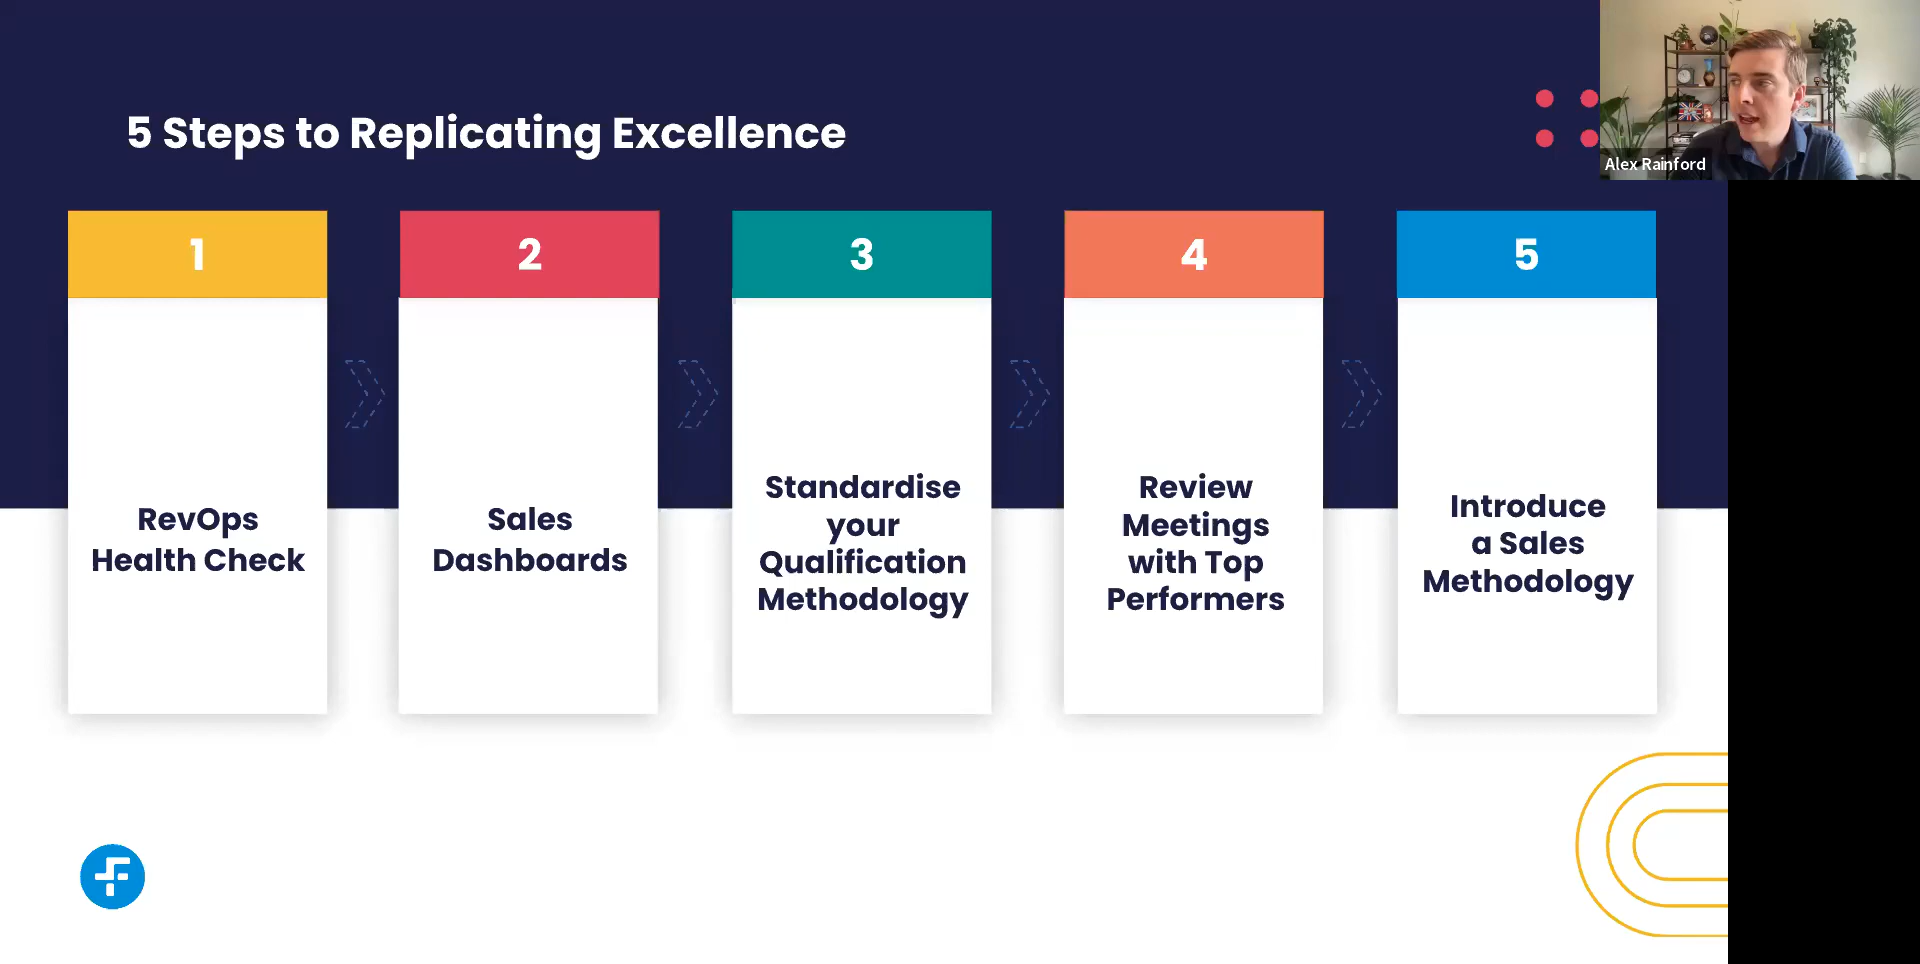 5 Steps to Replicating Excellence
Alex Rainford
1
RevOps
Health Check
2
Sales
Dashboards
3
Standardise
your
Qualification
Methodology
4
Review
Meetings
with Top
Performers
5
Introduce
a Sales
Methodology